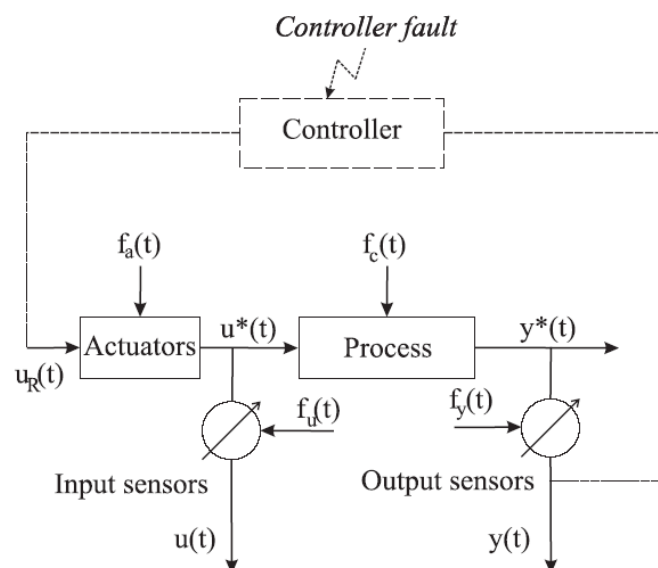 Controller fault
Controller
f_a(t)
f_c(t)
u*(t)
y*(t)
Actuators
Process
u_R(t)
f_u(t)
f_y(t)
Input sensors
Output sensors
u(t)
y(t)